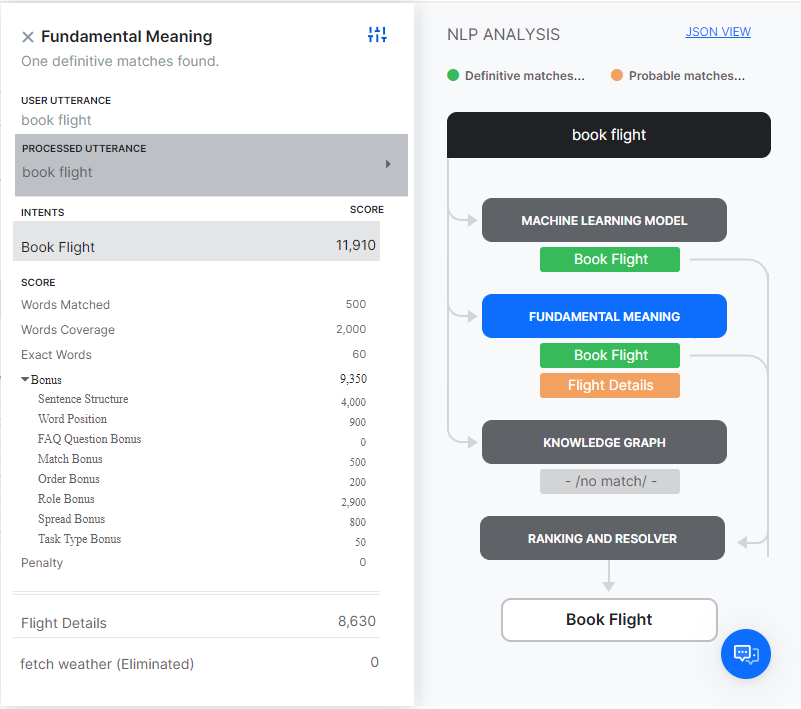 Fundamental Meaning
One definitive matches found.
USER UTTERANCE
book flight
PROCESSED UTTERANCE
book flight
INTENTS SCORE
Book Flight 11,910
SCORE
Words Matched 500
Words Coverage 2,000
Exact Words 60
Bonus 9,350
Sentence Structure 4,000
Word Position 900
FAQ Question Bonus 0
Match Bonus 500
Order Bonus 200
Role Bonus 2,900
Spread Bonus 800
Task Type Bonus 50
Penalty 0
Flight Details 8,630
fetch weather (Eliminated) 0
NLP ANALYSIS JSON VIEW
Definitive matches... Probable matches...
book flight
MACHINE LEARNING MODEL
Book Flight
FUNDAMENTAL MEANING
Book Flight
Flight Details
KNOWLEDGE GRAPH
- /no match/ -
RANKING AND RESOLVER
Book Flight